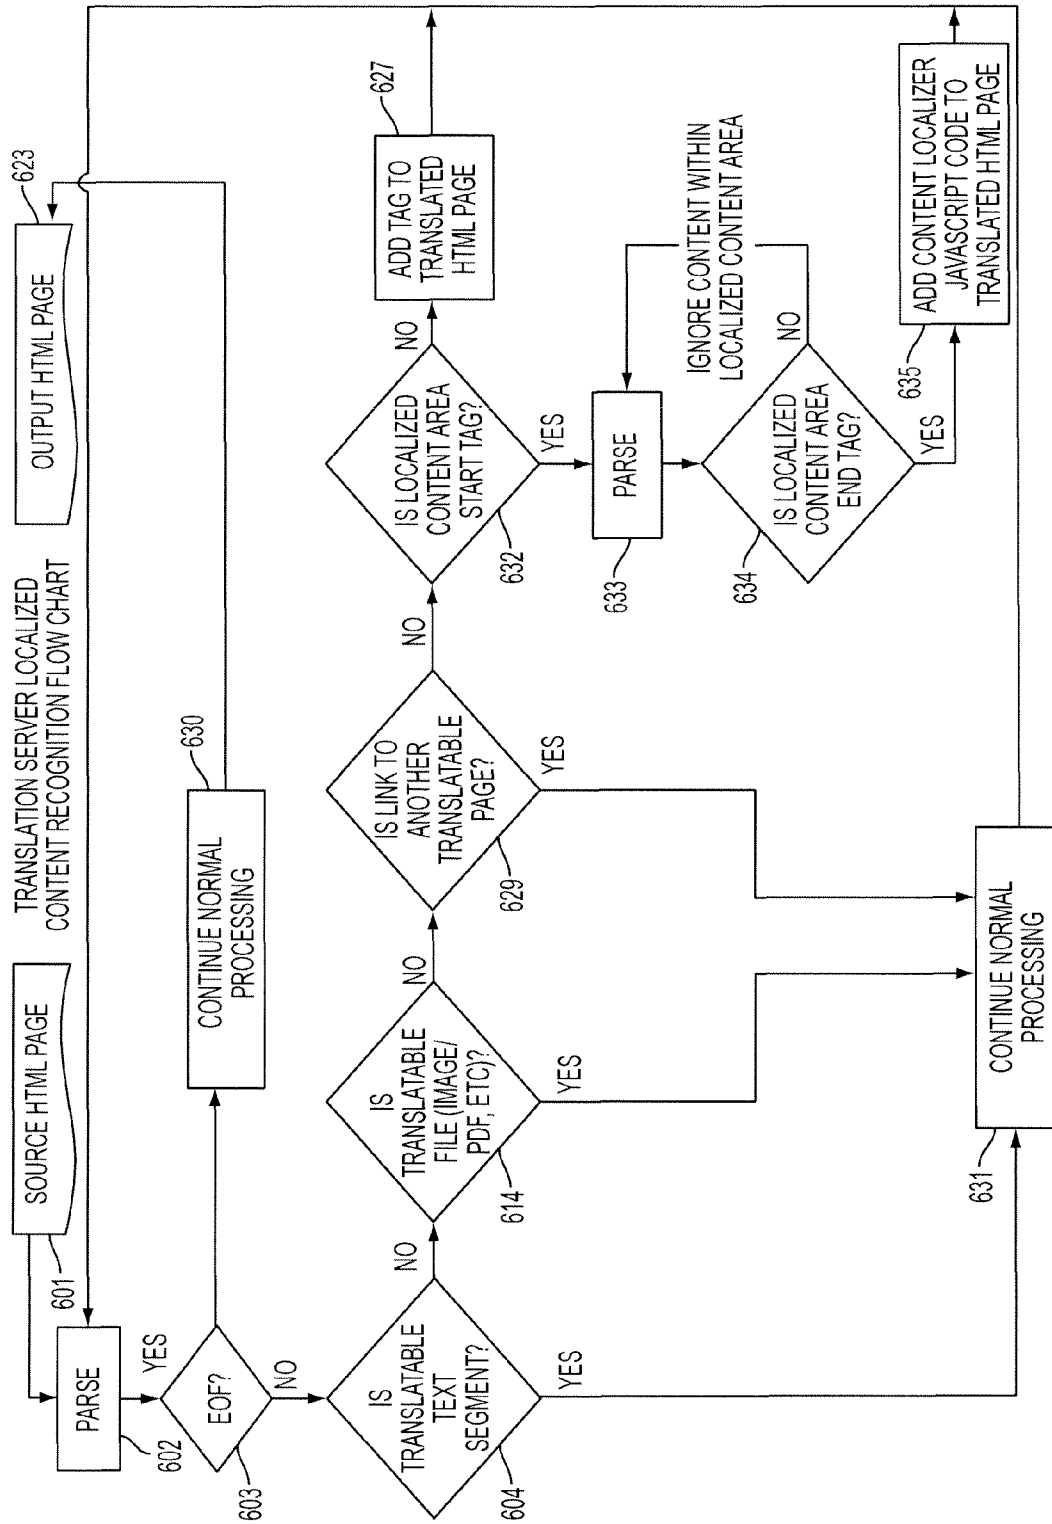 TRANSLATION SERVER LOCALIZED
CONTENT RECOGNITION FLOW CHART
SOURCE HTML PAGE
601
PARSE
602
EOF?
603
YES
NO
CONTINUE NORMAL
PROCESSING
630
OUTPUT HTML PAGE
623
IS
TRANSLATABLE
TEXT
SEGMENT?
604
NO
YES
IS
TRANSLATABLE
FILE (IMAGE/
PDF, ETC)?
614
NO
YES
IS LINK TO
ANOTHER
TRANSLATABLE
PAGE?
629
NO
YES
IS LOCALIZED
CONTENT AREA
START TAG?
632
NO
YES
ADD TAG TO
TRANSLATED
HTML PAGE
627
PARSE
633
IGNORE CONTENT WITHIN
LOCALIZED CONTENT AREA
IS LOCALIZED
CONTENT AREA
END TAG?
634
NO
YES
ADD CONTENT LOCALIZER
JAVASCRIPT CODE TO
TRANSLATED HTML PAGE
635
CONTINUE NORMAL
PROCESSING
631